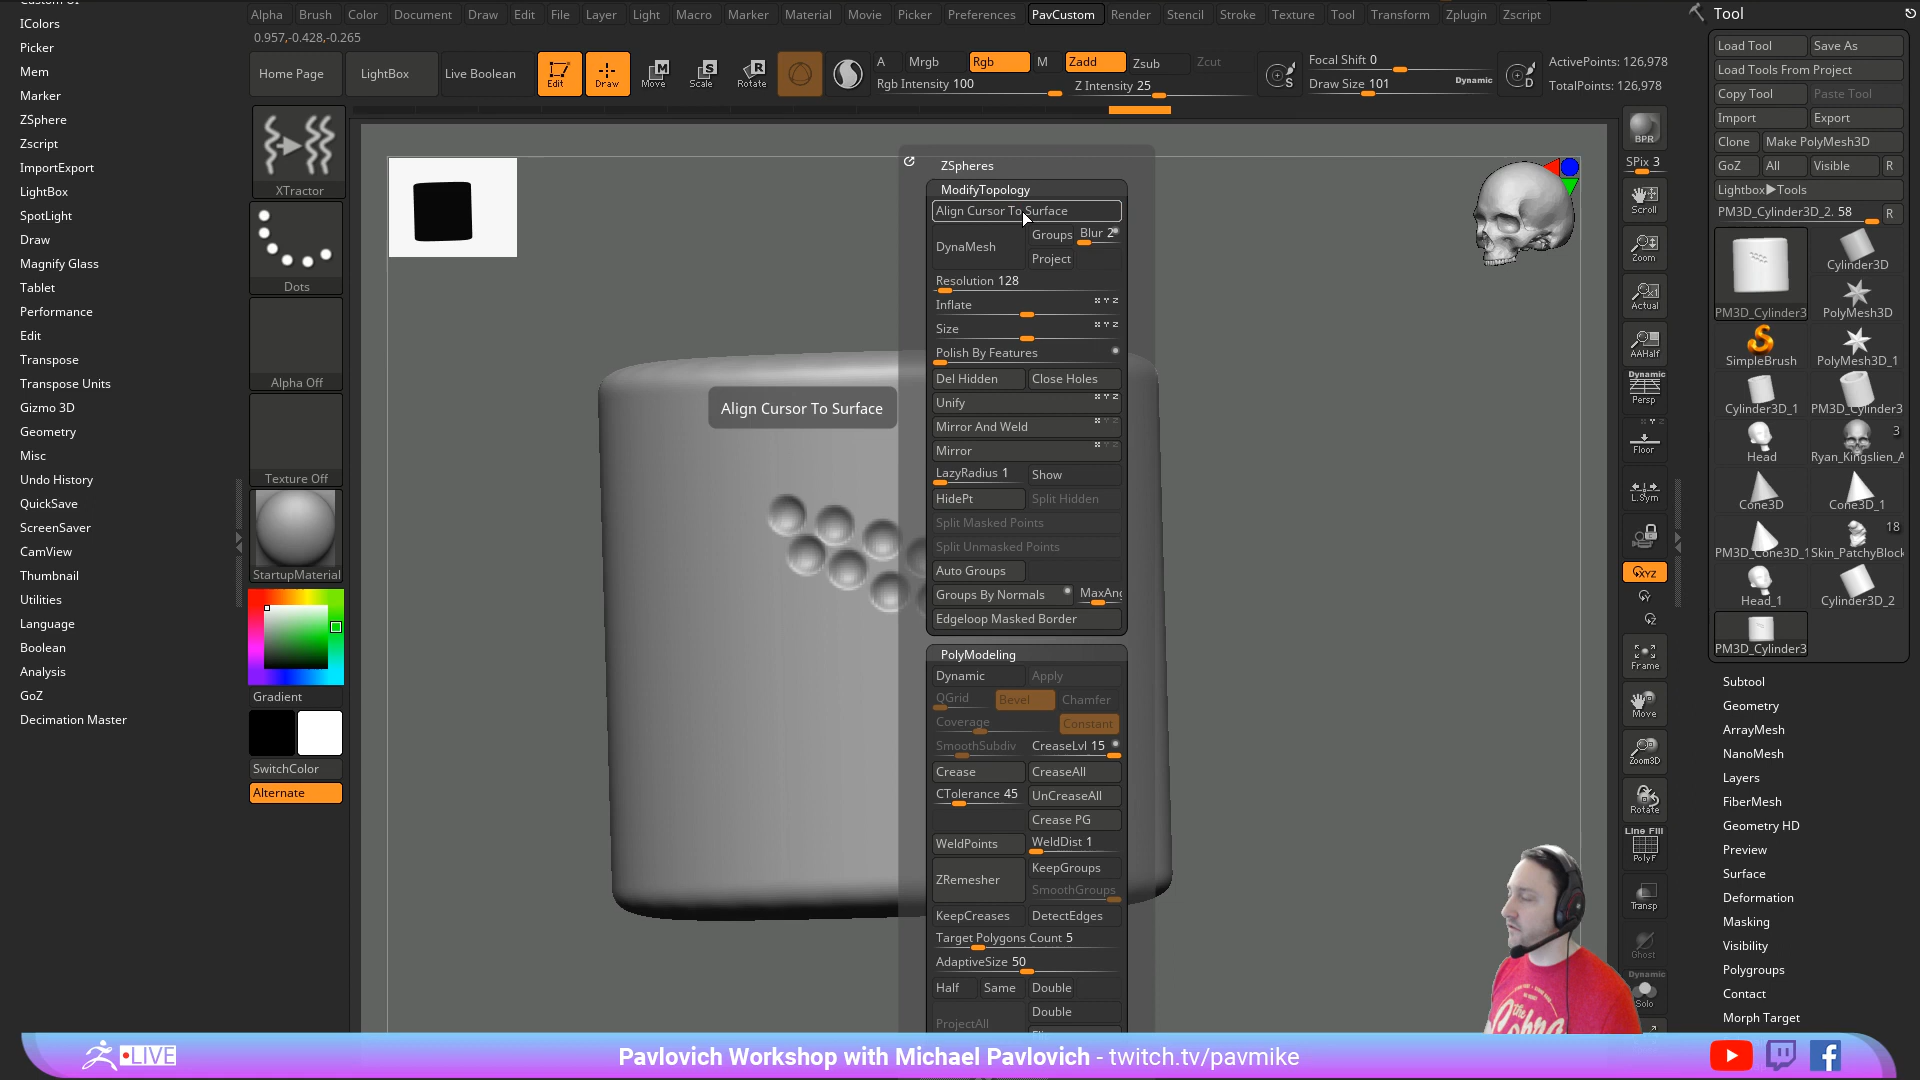 IColors
Picker
Mem
Marker
ZSphere
Zscript
ImportExport
LightBox
SpotLight
Draw
Magnify Glass
Tablet
Performance
Edit
Transpose
Transpose Units
Gizmo 3D
Geometry
Misc
Undo History
QuickSave
ScreenSaver
CamView
Thumbnail
Utilities
Language
Boolean
Analysis
GoZ
Decimation Master
Alpha Brush Color Document Draw Edit File Layer Light Macro Marker Material Movie Picker Preferences PavCustom Render Stencil Stroke Texture Tool Transform Zplugin Zscript
0.957,-0.428,-0.265
Home Page LightBox Live Boolean Edit Draw Move Scale Rotate
A Mrgb Rgb M Zadd Zsub Zcut
Rgb Intensity 100 Z Intensity 25
Focal Shift 0
Draw Size 101 Dynamic
ActivePoints: 126,978
TotalPoints: 126,978
XTractor
Dots
Alpha Off
Texture Off
StartupMaterial
Gradient
SwitchColor
Alternate
Align Cursor To Surface
ZSpheres
ModifyTopology
Align Cursor To Surface
DynaMesh Groups Blur 2
Project
Resolution 128
Inflate
Size
Polish By Features
Del Hidden Close Holes
Unify
Mirror And Weld
Mirror
LazyRadius 1 Show
HidePt Split Hidden
Split Masked Points
Split Unmasked Points
Auto Groups
Groups By Normals MaxAng
Edgeloop Masked Border
PolyModeling
Dynamic Apply
QGrid Bevel Chamfer
Coverage Constant
SmoothSubdiv CreaseLvl 15
Crease CreaseAll
CTolerance 45 UnCreaseAll
Crease PG
WeldPoints WeldDist 1
ZRemesher KeepGroups
SmoothGroups
KeepCreases DetectEdges
Target Polygons Count 5
AdaptiveSize 50
Half Same Double
Double
ProjectAll
BPR
SPix 3
Scroll
Zoom
Actual
AAHalf
Dynamic
Persp
Floor
L.Sym
XYZ
Frame
Move
Zoom3D
Rotate
Line Fill
PolyF
Transp
Ghost
Dynamic
Solo
Tool
Load Tool Save As
Load Tools From Project
Copy Tool Paste Tool
Import Export
Clone Make PolyMesh3D
GoZ All Visible R
Lightbox▶Tools
PM3D_Cylinder3D_2. 58 R
PM3D_Cylinder3 Cylinder3D
PolyMesh3D
SimpleBrush PolyMesh3D_1
Cylinder3D_1 PM3D_Cylinder3
3
Head Ryan_Kingslien_A
Cone3D Cone3D_1
18
PM3D_Cone3D_1 Skin_PatchyBlock
Head_1 Cylinder3D_2
PM3D_Cylinder3
Subtool
Geometry
ArrayMesh
NanoMesh
Layers
FiberMesh
Geometry HD
Preview
Surface
Deformation
Masking
Visibility
Polygroups
Contact
Morph Target
LIVE
Pavlovich Workshop with Michael Pavlovich - twitch.tv/pavmike